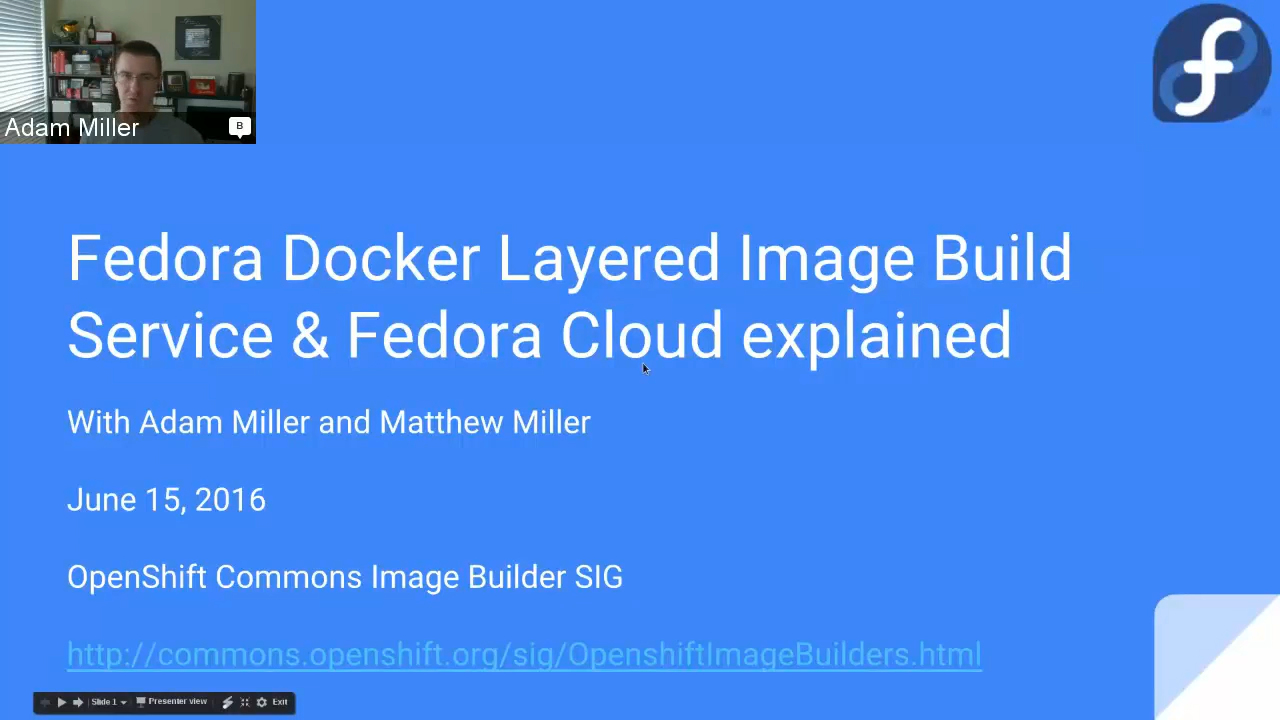 Adam Miller
B
Fedora Docker Layered Image Build
Service & Fedora Cloud explained
With Adam Miller and Matthew Miller
June 15, 2016
OpenShift Commons Image Builder SIG
http://commons.openshift.org/sig/OpenshiftImageBuilders.html
Slide 1 Presenter view Exit